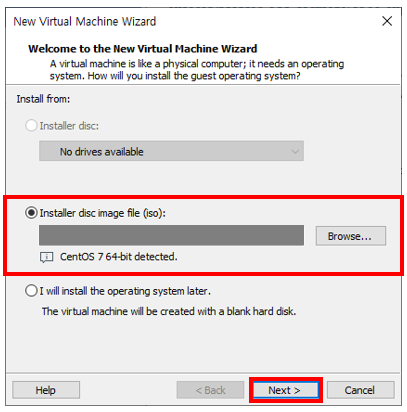 New Virtual Machine Wizard
Welcome to the New Virtual Machine Wizard
A virtual machine is like a physical computer; it needs an operating
system. How will you install the guest operating system?
Install from:
Installer disc:
No drives available
Installer disc image file (iso):
Browse...
CentOS 7 64-bit detected.
I will install the operating system later.
The virtual machine will be created with a blank hard disk.
Help
< Back
Next >
Cancel